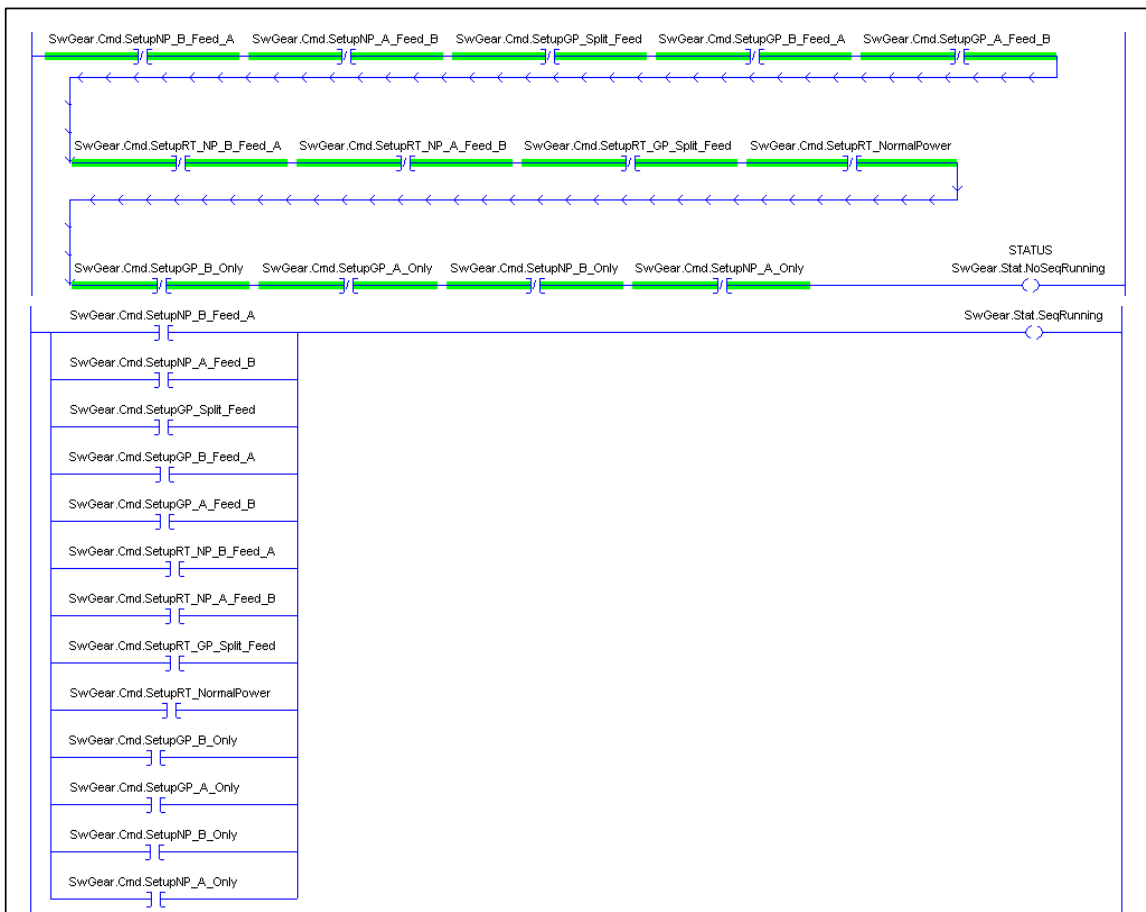 SwGear.Cmd.SetupNP_B_Feed_A SwGear.Cmd.SetupNP_A_Feed_B SwGear.Cmd.SetupGP_Split_Feed SwGear.Cmd.SetupGP_B_Feed_A SwGear.Cmd.SetupGP_A_Feed_B
SwGear.Cmd.SetupRT_NP_B_Feed_A SwGear.Cmd.SetupRT_NP_A_Feed_B SwGear.Cmd.SetupRT_GP_Split_Feed SwGear.Cmd.SetupRT_NormalPower
STATUS
SwGear.Cmd.SetupGP_B_Only SwGear.Cmd.SetupGP_A_Only SwGear.Cmd.SetupNP_B_Only SwGear.Cmd.SetupNP_A_Only SwGear.Stat.NoSeqRunning
SwGear.Cmd.SetupNP_B_Feed_A SwGear.Stat.SeqRunning
SwGear.Cmd.SetupNP_A_Feed_B
SwGear.Cmd.SetupGP_Split_Feed
SwGear.Cmd.SetupGP_B_Feed_A
SwGear.Cmd.SetupGP_A_Feed_B
SwGear.Cmd.SetupRT_NP_B_Feed_A
SwGear.Cmd.SetupRT_NP_A_Feed_B
SwGear.Cmd.SetupRT_GP_Split_Feed
SwGear.Cmd.SetupRT_NormalPower
SwGear.Cmd.SetupGP_B_Only
SwGear.Cmd.SetupGP_A_Only
SwGear.Cmd.SetupNP_B_Only
SwGear.Cmd.SetupNP_A_Only